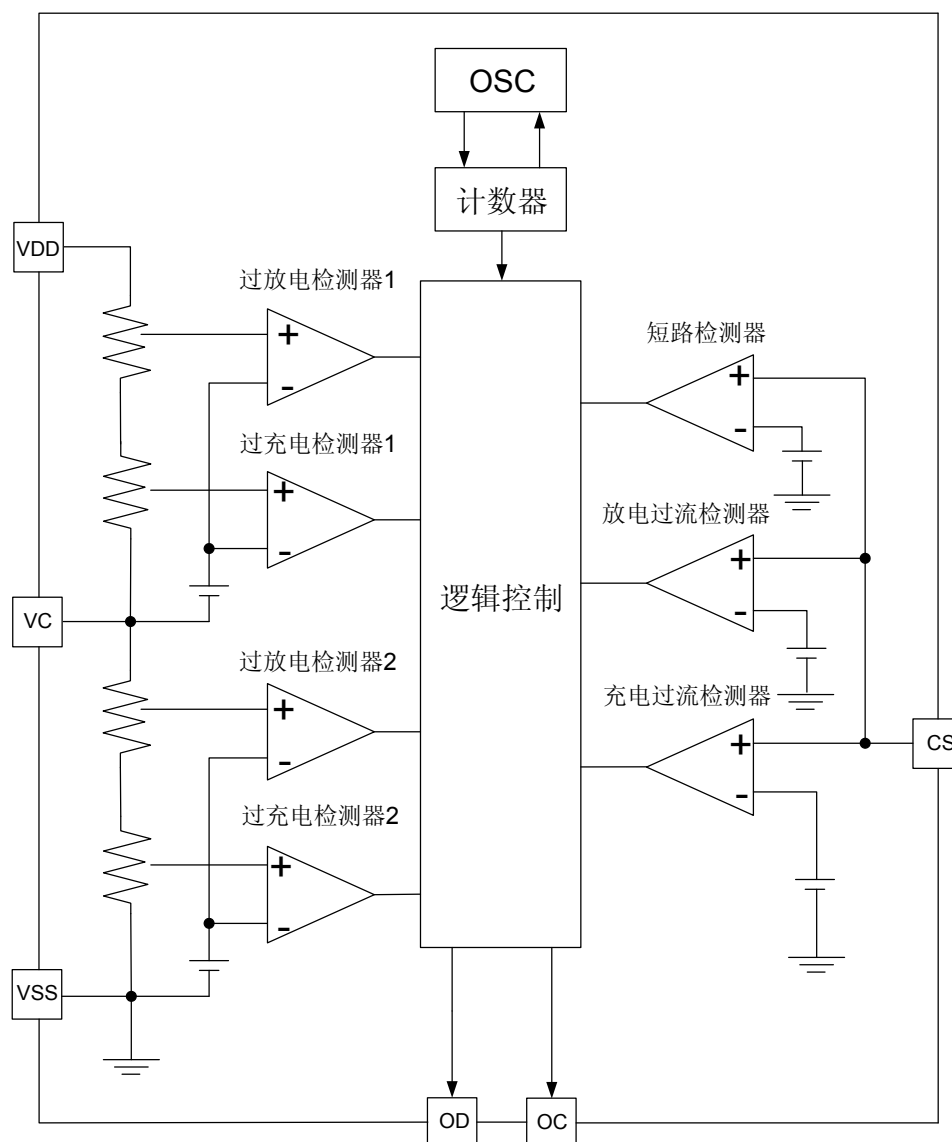 OSC
计数器
VDD
过放电检测器1
+
-
短路检测器
+
-
过充电检测器1
+
-
放电过流检测器
+
-
逻辑控制
VC
过放电检测器2
+
-
充电过流检测器
+
-
CS
过充电检测器2
+
-
VSS
OD
OC